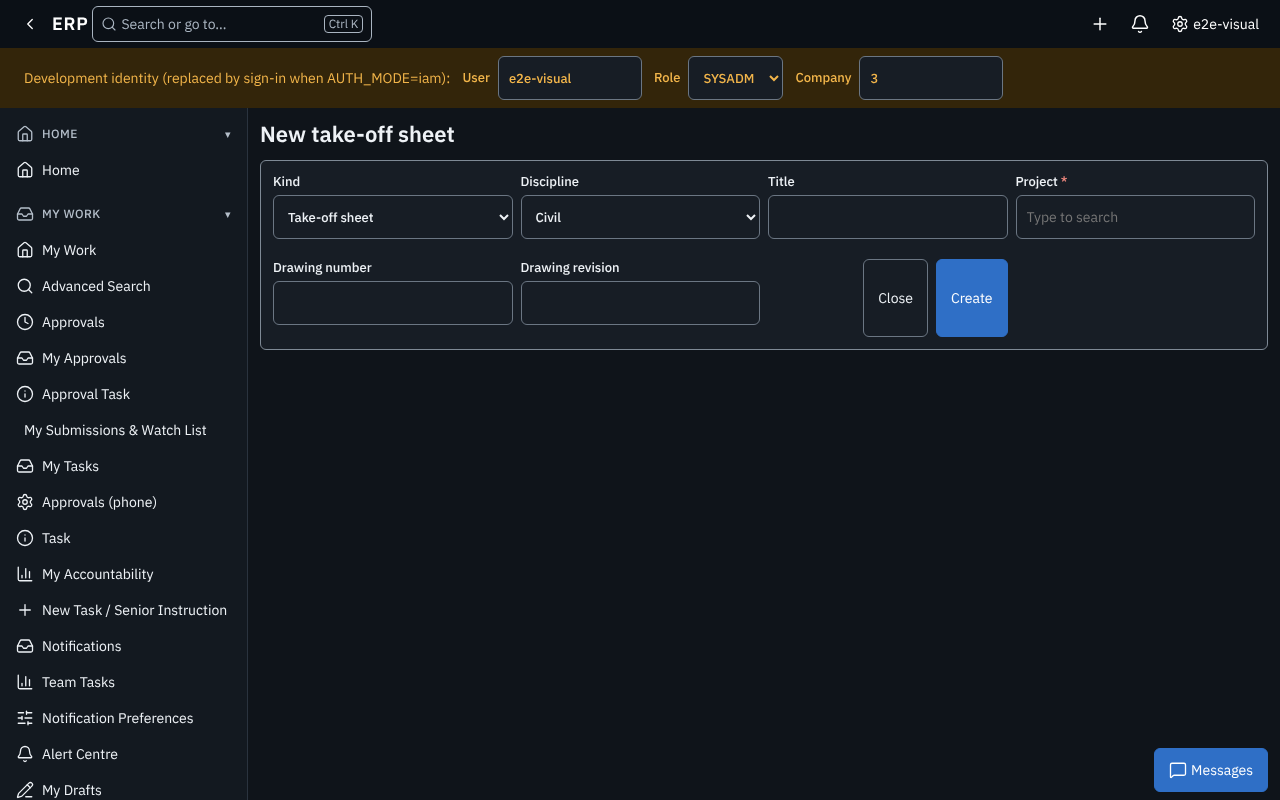 ERP
Search or go to...
Ctrl K
e2e-visual
Development identity (replaced by sign-in when AUTH_MODE=iam):
User
e2e-visual
Role
SYSADM
Company
3
HOME
Home
MY WORK
My Work
Advanced Search
Approvals
My Approvals
Approval Task
My Submissions & Watch List
My Tasks
Approvals (phone)
Task
My Accountability
New Task / Senior Instruction
Notifications
Team Tasks
Notification Preferences
Alert Centre
My Drafts
New take-off sheet
Kind
Discipline
Title
Project *
Take-off sheet
Civil
Type to search
Drawing number
Drawing revision
Close
Create
Messages